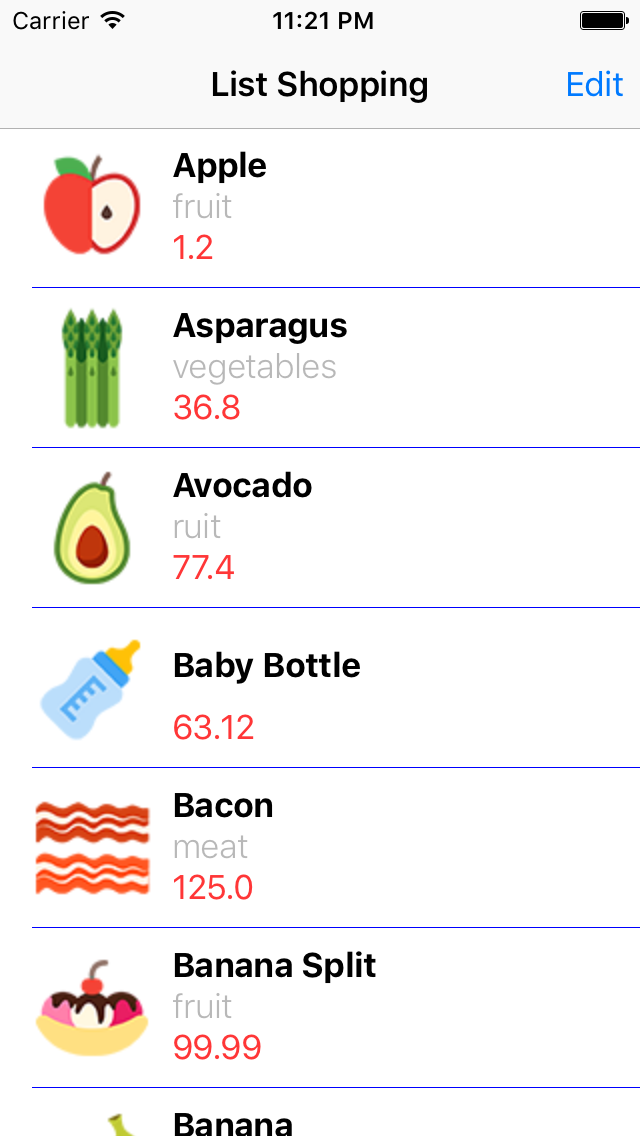 Carrier 11:21 PM
List Shopping Edit
Apple
fruit
1.2
Asparagus
vegetables
36.8
Avocado
ruit
77.4
Baby Bottle
63.12
Bacon
meat
125.0
Banana Split
fruit
99.99
Banana